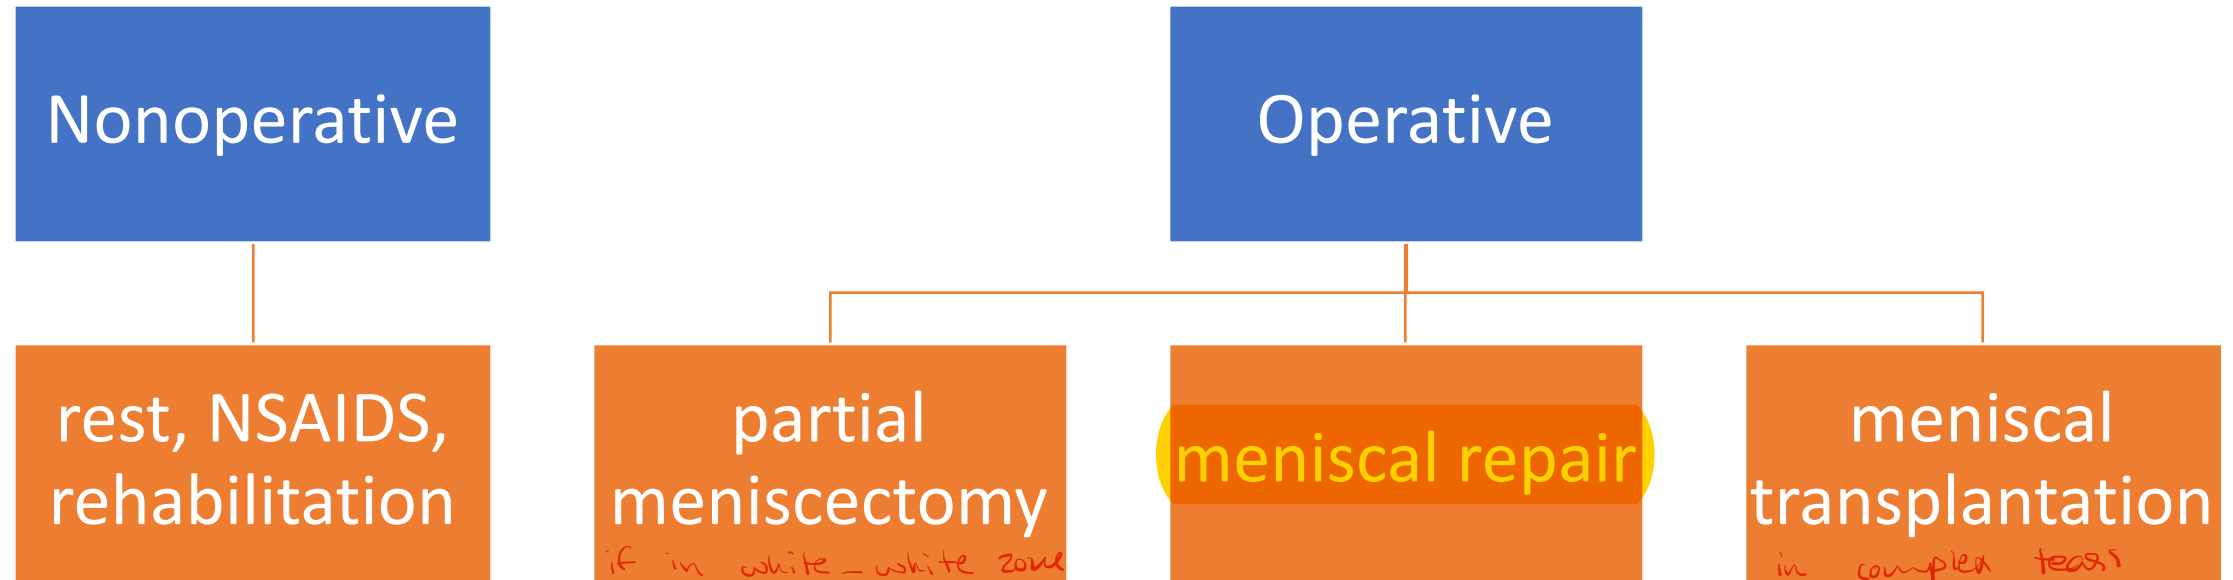 Nonoperative
Operative
rest, NSAIDS,
rehabilitation
partial
meniscectomy
if in white-white zone
meniscal repair
meniscal
transplantation
in complex tears